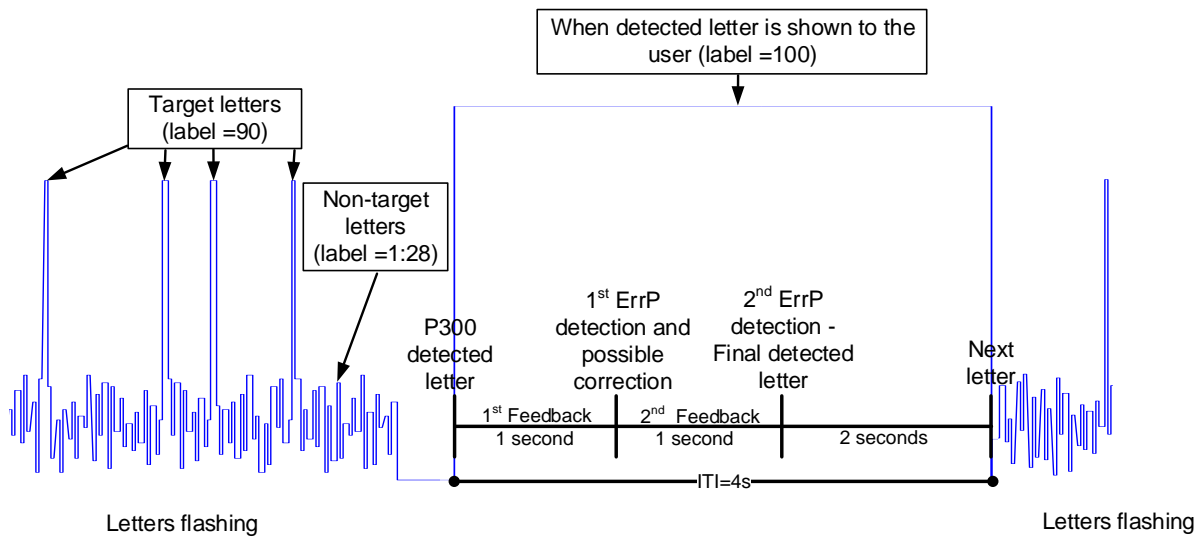 When detected letter is shown to the
user (label =100)
Target letters
(label =90)
Non-target
letters
(label =1:28)
P300
detected
letter
1st ErrP
detection and
possible
correction
2nd ErrP
detection -
Final detected
letter
Next
letter
1st Feedback
1 second
2nd Feedback
1 second
2 seconds
ITI=4s
Letters flashing
Letters flashing